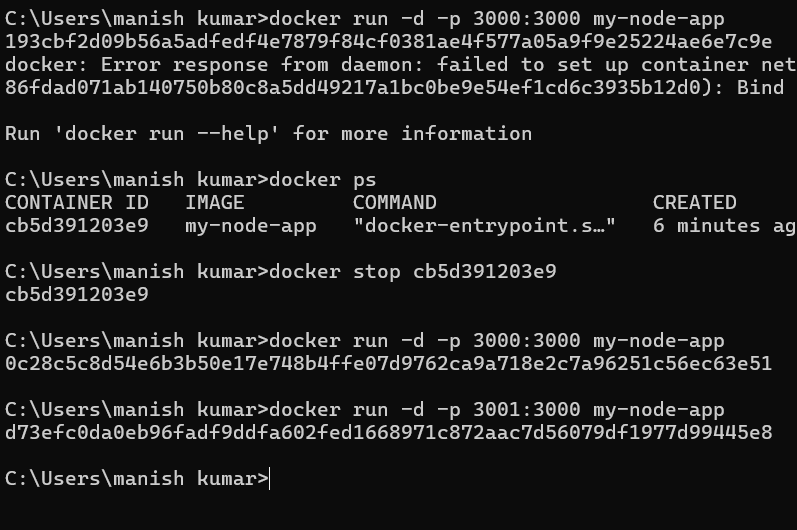 C:\Users\manish kumar>docker run -d -p 3000:3000 my-node-app
193cbf2d09b56a5adfedf4e7879f84cf0381ae4f577a05a9f9e25224ae6e7c9e
docker: Error response from daemon: failed to set up container net
86fdad071ab140750b80c8a5dd49217a1bc0be9e54ef1cd6c3935b12d0): Bind
Run 'docker run --help' for more information
C:\Users\manish kumar>docker ps
CONTAINER ID   IMAGE         COMMAND                  CREATED
cb5d391203e9   my-node-app   "docker-entrypoint.s…"   6 minutes ag
C:\Users\manish kumar>docker stop cb5d391203e9
cb5d391203e9
C:\Users\manish kumar>docker run -d -p 3000:3000 my-node-app
0c28c5c8d54e6b3b50e17e748b4ffe07d9762ca9a718e2c7a96251c56ec63e51
C:\Users\manish kumar>docker run -d -p 3001:3000 my-node-app
d73efc0da0eb96fadf9ddfa602fed1668971c872aac7d56079df1977d99445e8
C:\Users\manish kumar>